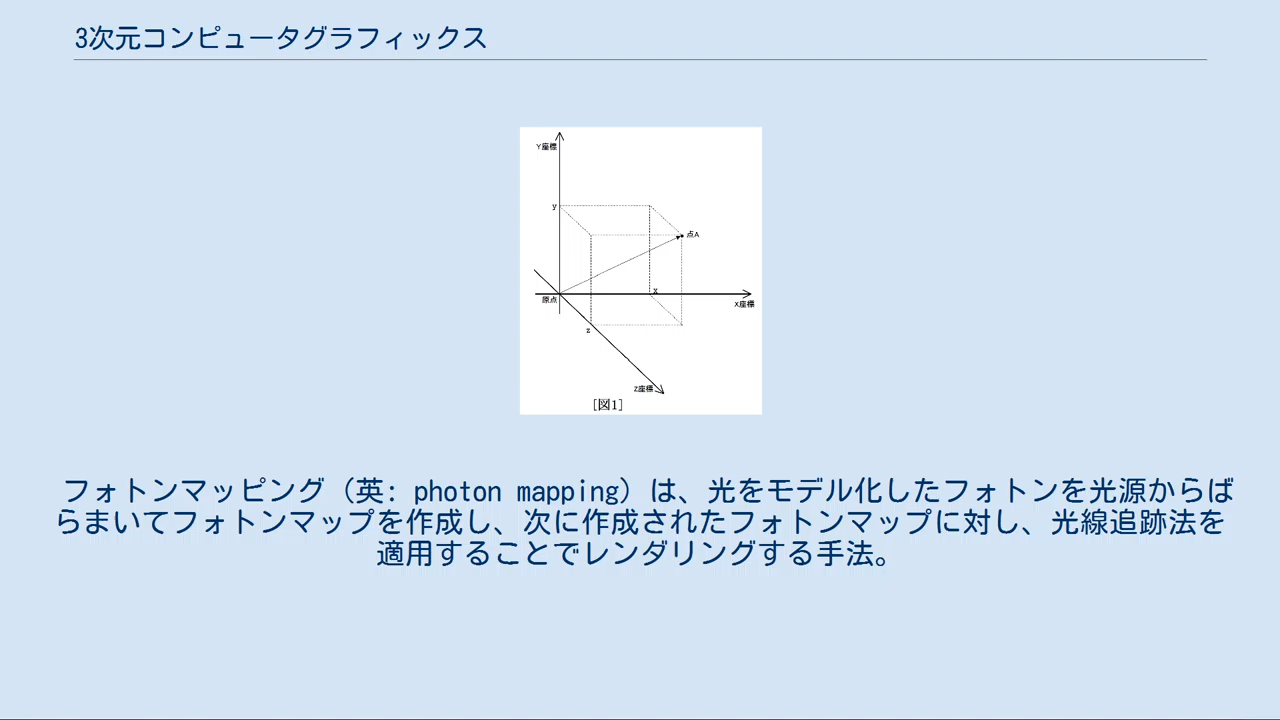 3次元コンピュータグラフィックス
Y座標
y
点A
原点
x
X座標
z
Z座標
[図1]
フォトンマッピング（英: photon mapping）は、光をモデル化したフォトンを光源からば
らまいてフォトンマップを作成し、次に作成されたフォトンマップに対し、光線追跡法を
適用することでレンダリングする手法。